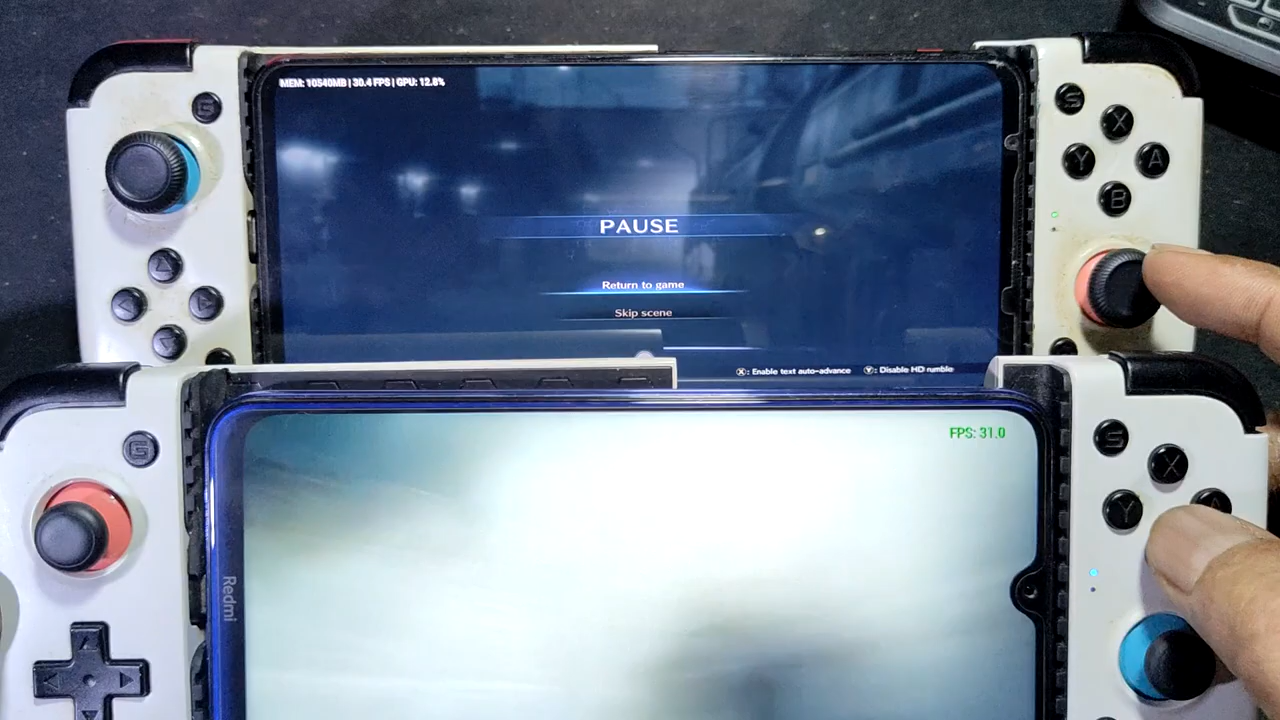 MEM: 10540MB | 30.4 FPS | GPU: 12.8%
G
S
X
Y
A
B
PAUSE
Return to game
Skip scene
X: Enable text auto-advance Y: Disable HD rumble
FPS: 31.0
G
S
X
Y
A
Redmi